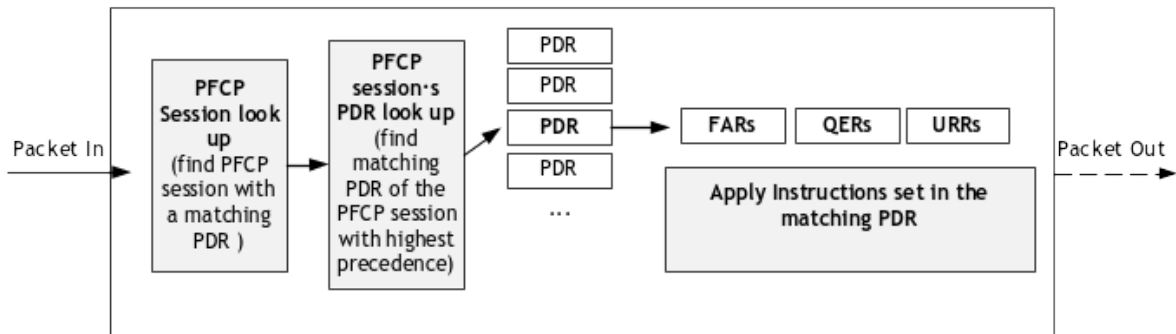 Packet In
PFCP
Session look
up
(find PFCP
session with
a matching
PDR )
PFCP
session·s
PDR look up
(find
matching
PDR of the
PFCP session
with highest
precedence)
PDR
PDR
PDR
PDR
...
FARs
QERs
URRs
Apply Instructions set in the
matching PDR
Packet Out